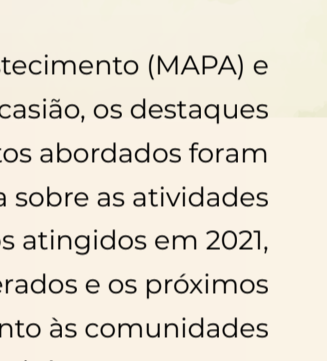 tecimento (MAPA) e
casião, os destaques
tos abordados foram
a sobre as atividades
s atingidos em 2021,
erados e os próximos
nto às comunidades